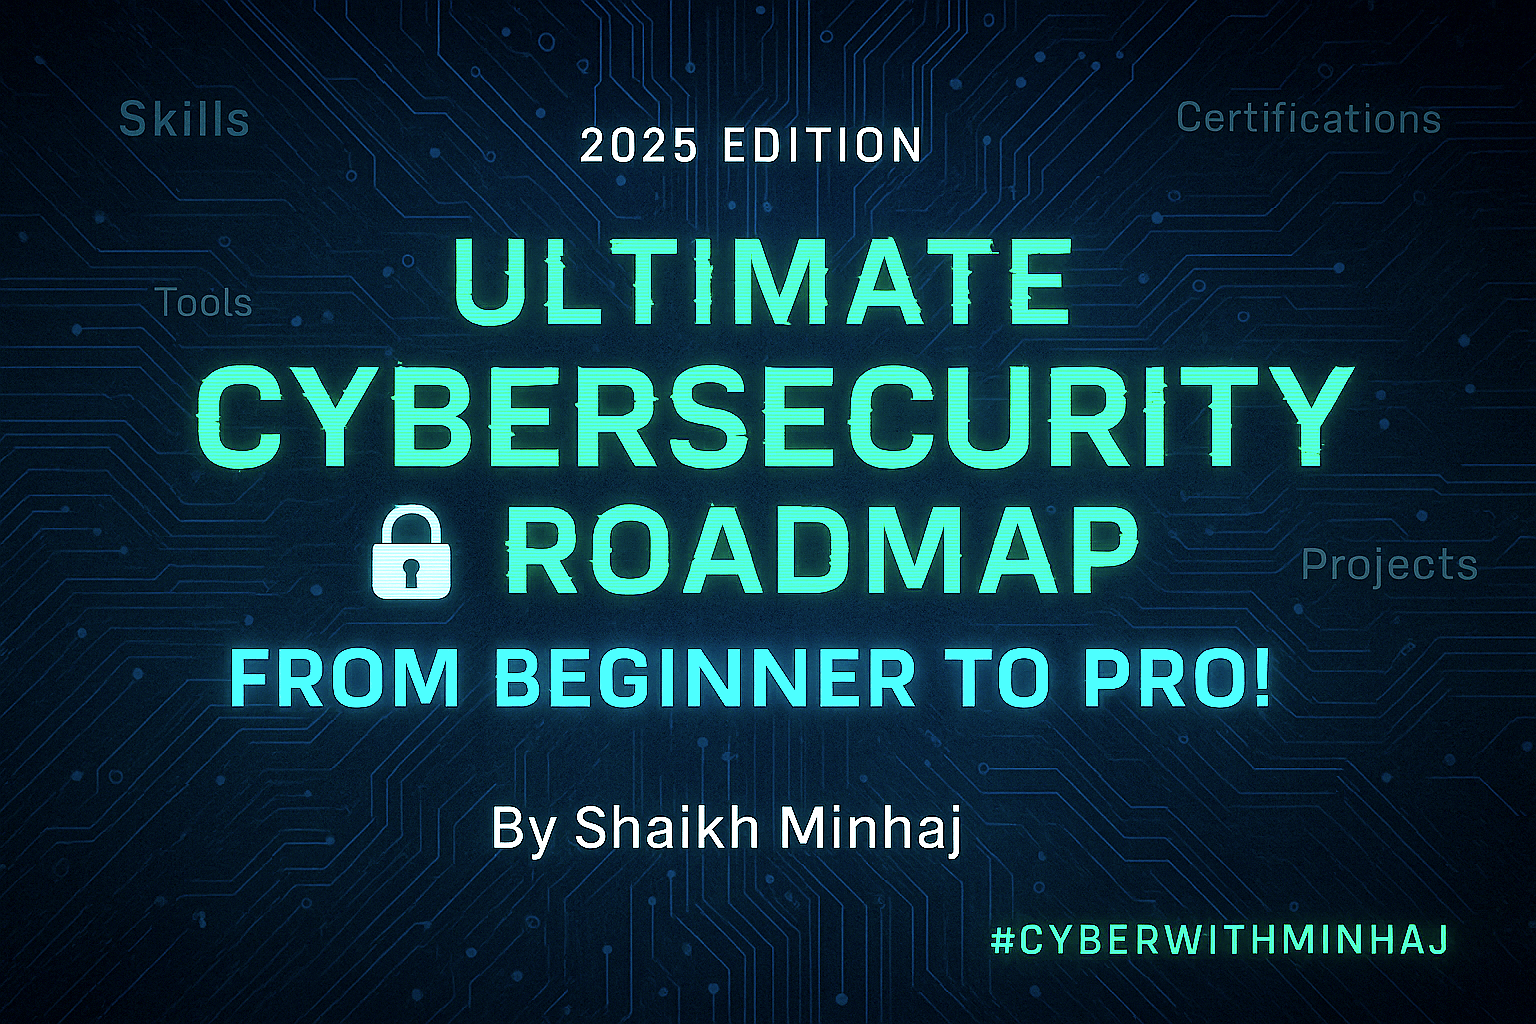 Skills
Certifications
2025 EDITION
ULTIMATE
Tools
CYBERSECURITY
ROADMAP
Projects
FROM BEGINNER TO PRO!
By Shaikh Minhaj
#CYBERWITHMINHAJ